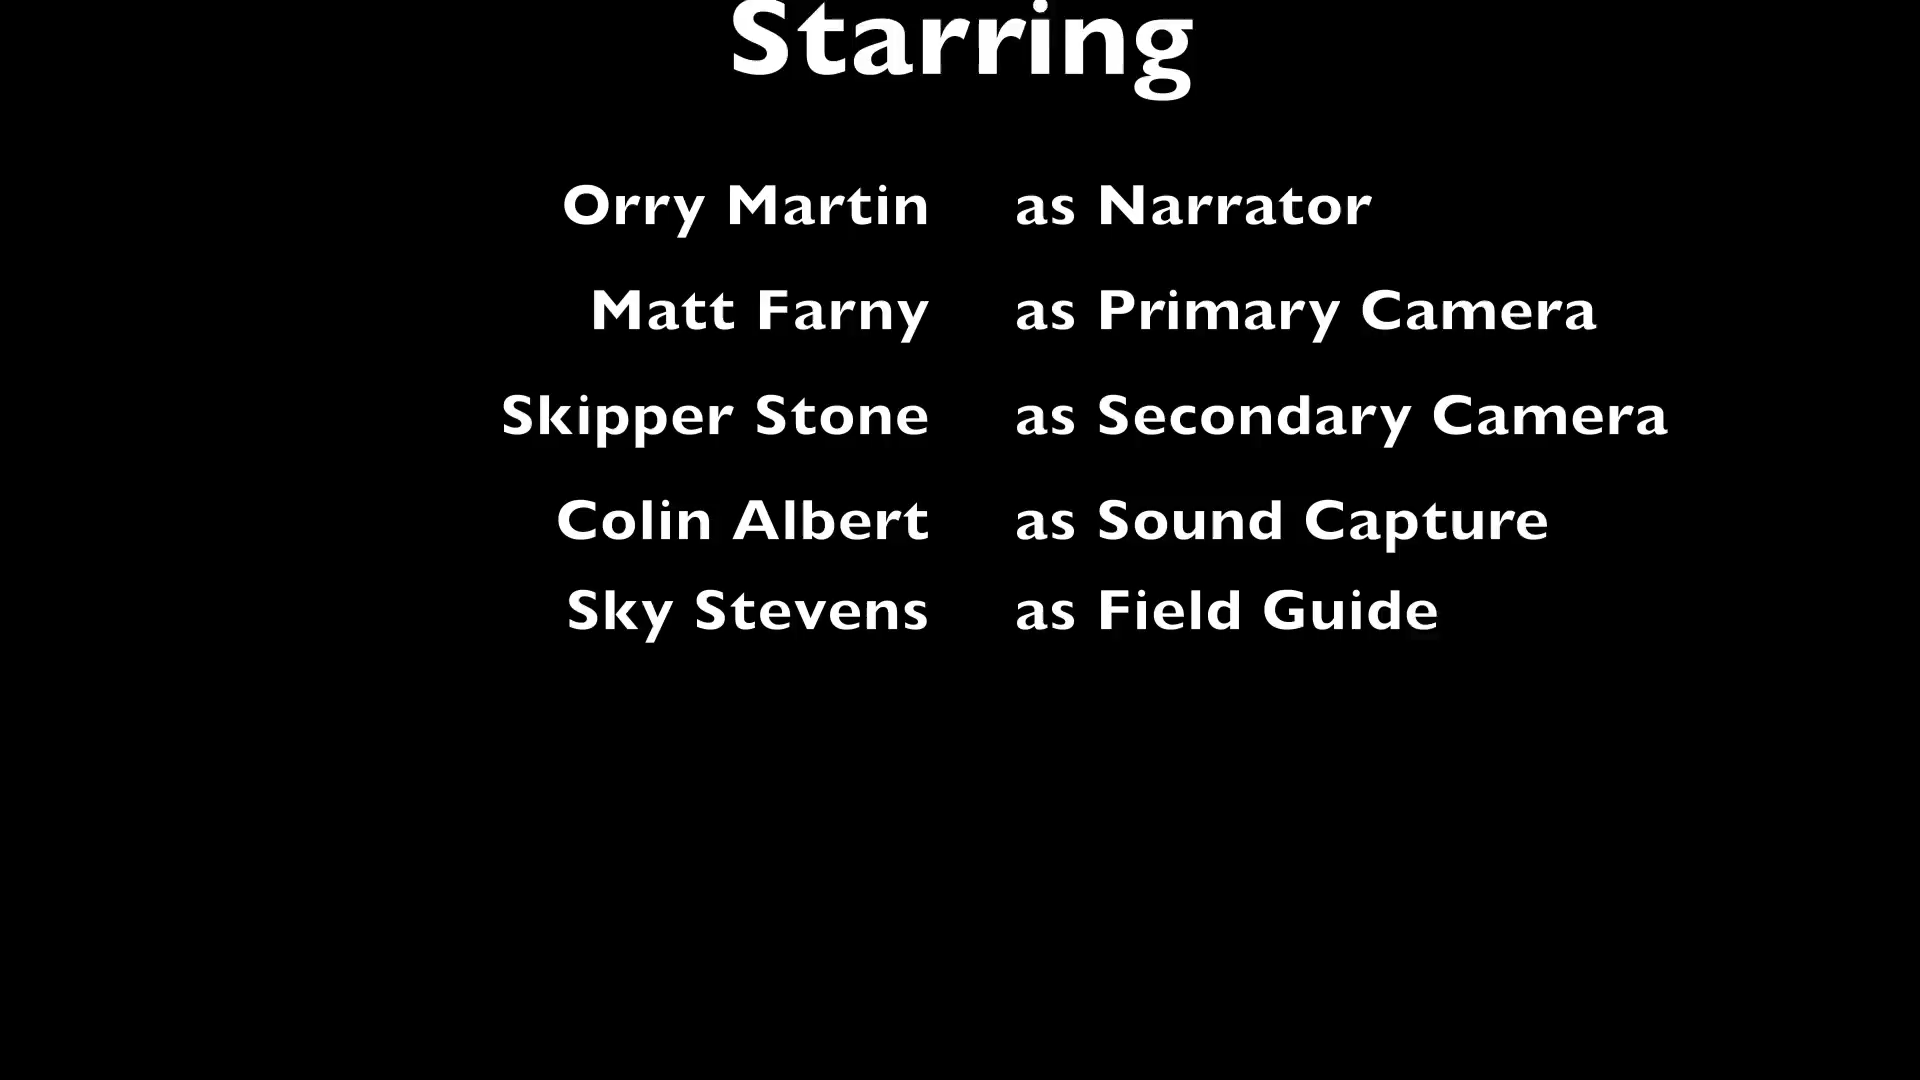 Starring
Orry Martin as Narrator
Matt Farny as Primary Camera
Skipper Stone as Secondary Camera
Colin Albert as Sound Capture
Sky Stevens as Field Guide